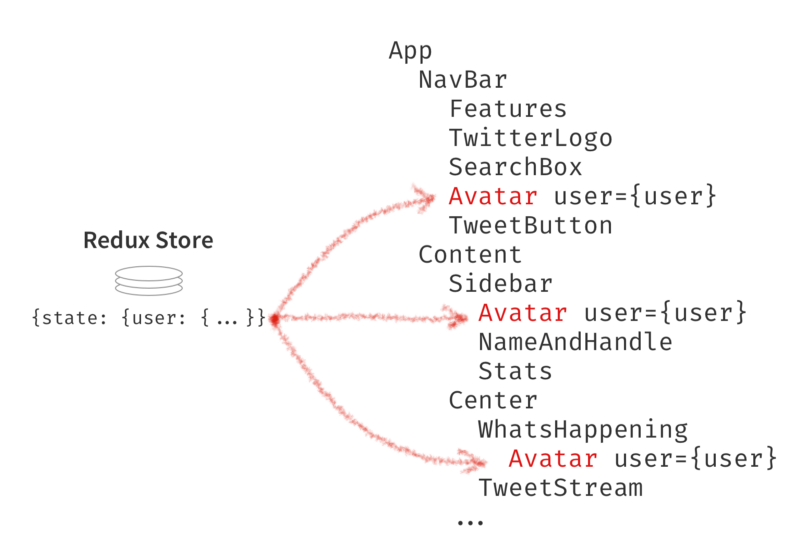 Redux Store
{state: {user: { ... }}
App
NavBar
Features
TwitterLogo
SearchBox
Avatar user={user}
TweetButton
Content
Sidebar
Avatar user={user}
NameAndHandle
Stats
Center
WhatsHappening
Avatar user={user}
TweetStream
...